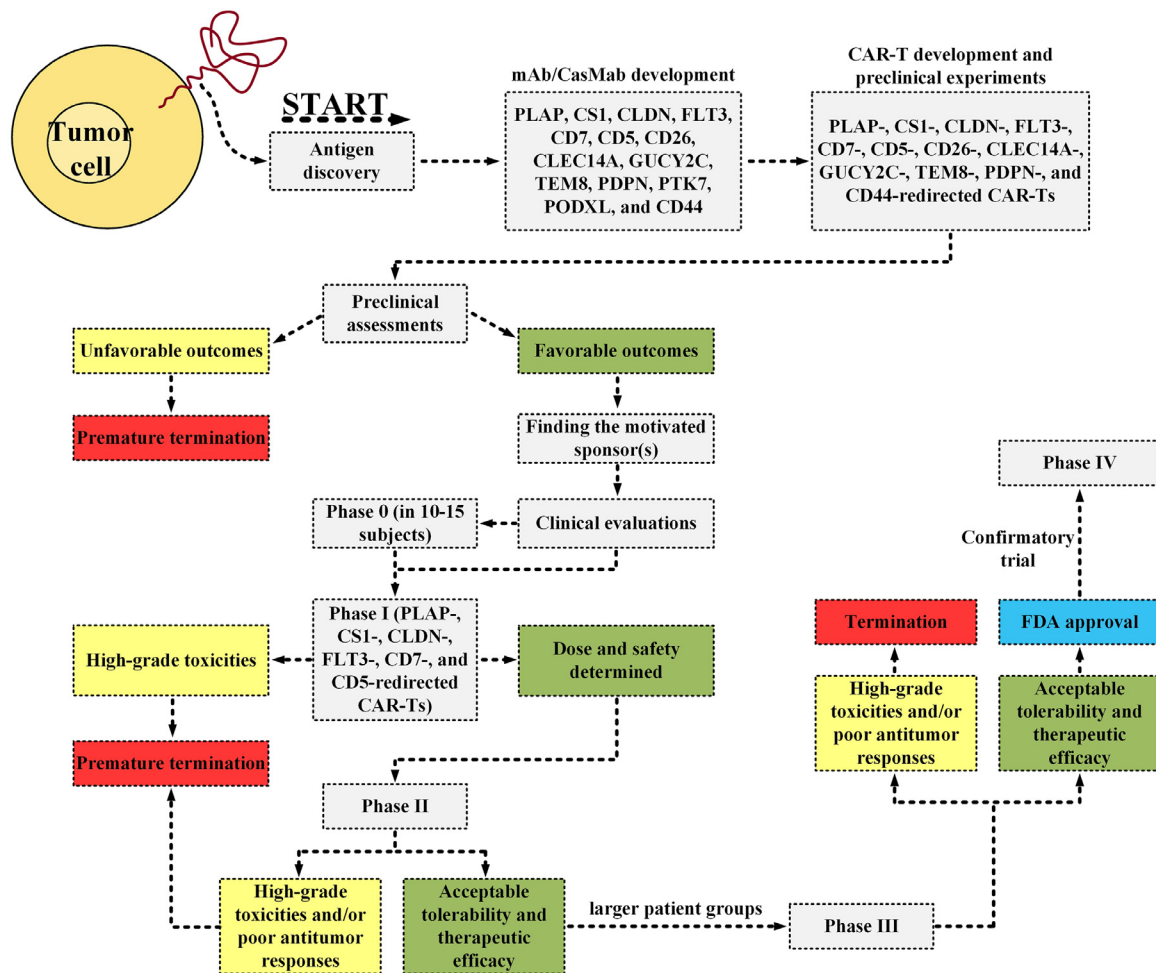 Tumor
cell
START
Antigen
discovery
mAb/CasMab development
PLAP, CS1, CLDN, FLT3,
CD7, CD5, CD26,
CLEC14A, GUCY2C,
TEM8, PDPN, PTK7,
PODXL, and CD44
CAR-T development and
preclinical experiments
PLAP-, CS1-, CLDN-, FLT3-,
CD7-, CD5-, CD26-, CLEC14A-,
GUCY2C-, TEM8-, PDPN-, and
CD44-redirected CAR-Ts
Preclinical
assessments
Unfavorable outcomes
Favorable outcomes
Premature termination
Finding the motivated
sponsor(s)
Phase 0 (in 10-15
subjects)
Clinical evaluations
Phase I (PLAP-,
CS1-, CLDN-,
FLT3-, CD7-, and
CD5-redirected
CAR-Ts)
High-grade toxicities
Dose and safety
determined
Premature termination
Phase II
High-grade
toxicities and/or
poor antitumor
responses
Acceptable
tolerability and
therapeutic
efficacy
larger patient groups
Phase III
High-grade
toxicities and/or
poor antitumor
responses
Acceptable
tolerability and
therapeutic
efficacy
Termination
FDA approval
Confirmatory
trial
Phase IV